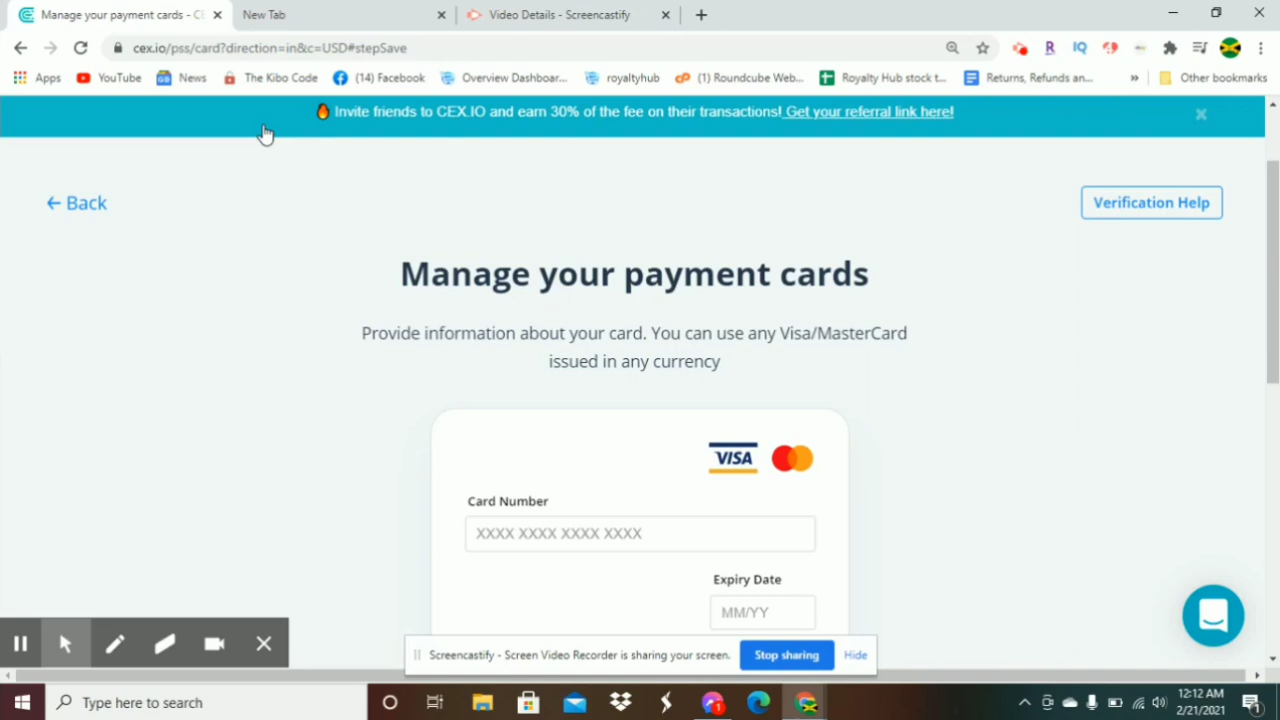 Manage your payment cards - CE
New Tab
Video Details - Screencastify
cex.io/pss/card?direction=in&c=USD#stepSave
Apps
YouTube
News
The Kibo Code
(14) Facebook
Overview Dashboar...
royaltyhub
(1) Roundcube Web...
Royalty Hub stock t...
Returns, Refunds an...
»
Other bookmarks
Invite friends to CEX.IO and earn 30% of the fee on their transactions! Get your referral link here!
← Back
Verification Help
Manage your payment cards
Provide information about your card. You can use any Visa/MasterCard
issued in any currency
VISA
Card Number
XXXX XXXX XXXX XXXX
Expiry Date
MM/YY
Screencastify - Screen Video Recorder is sharing your screen.
Stop sharing
Hide
Type here to search
12:12 AM
2/21/2021